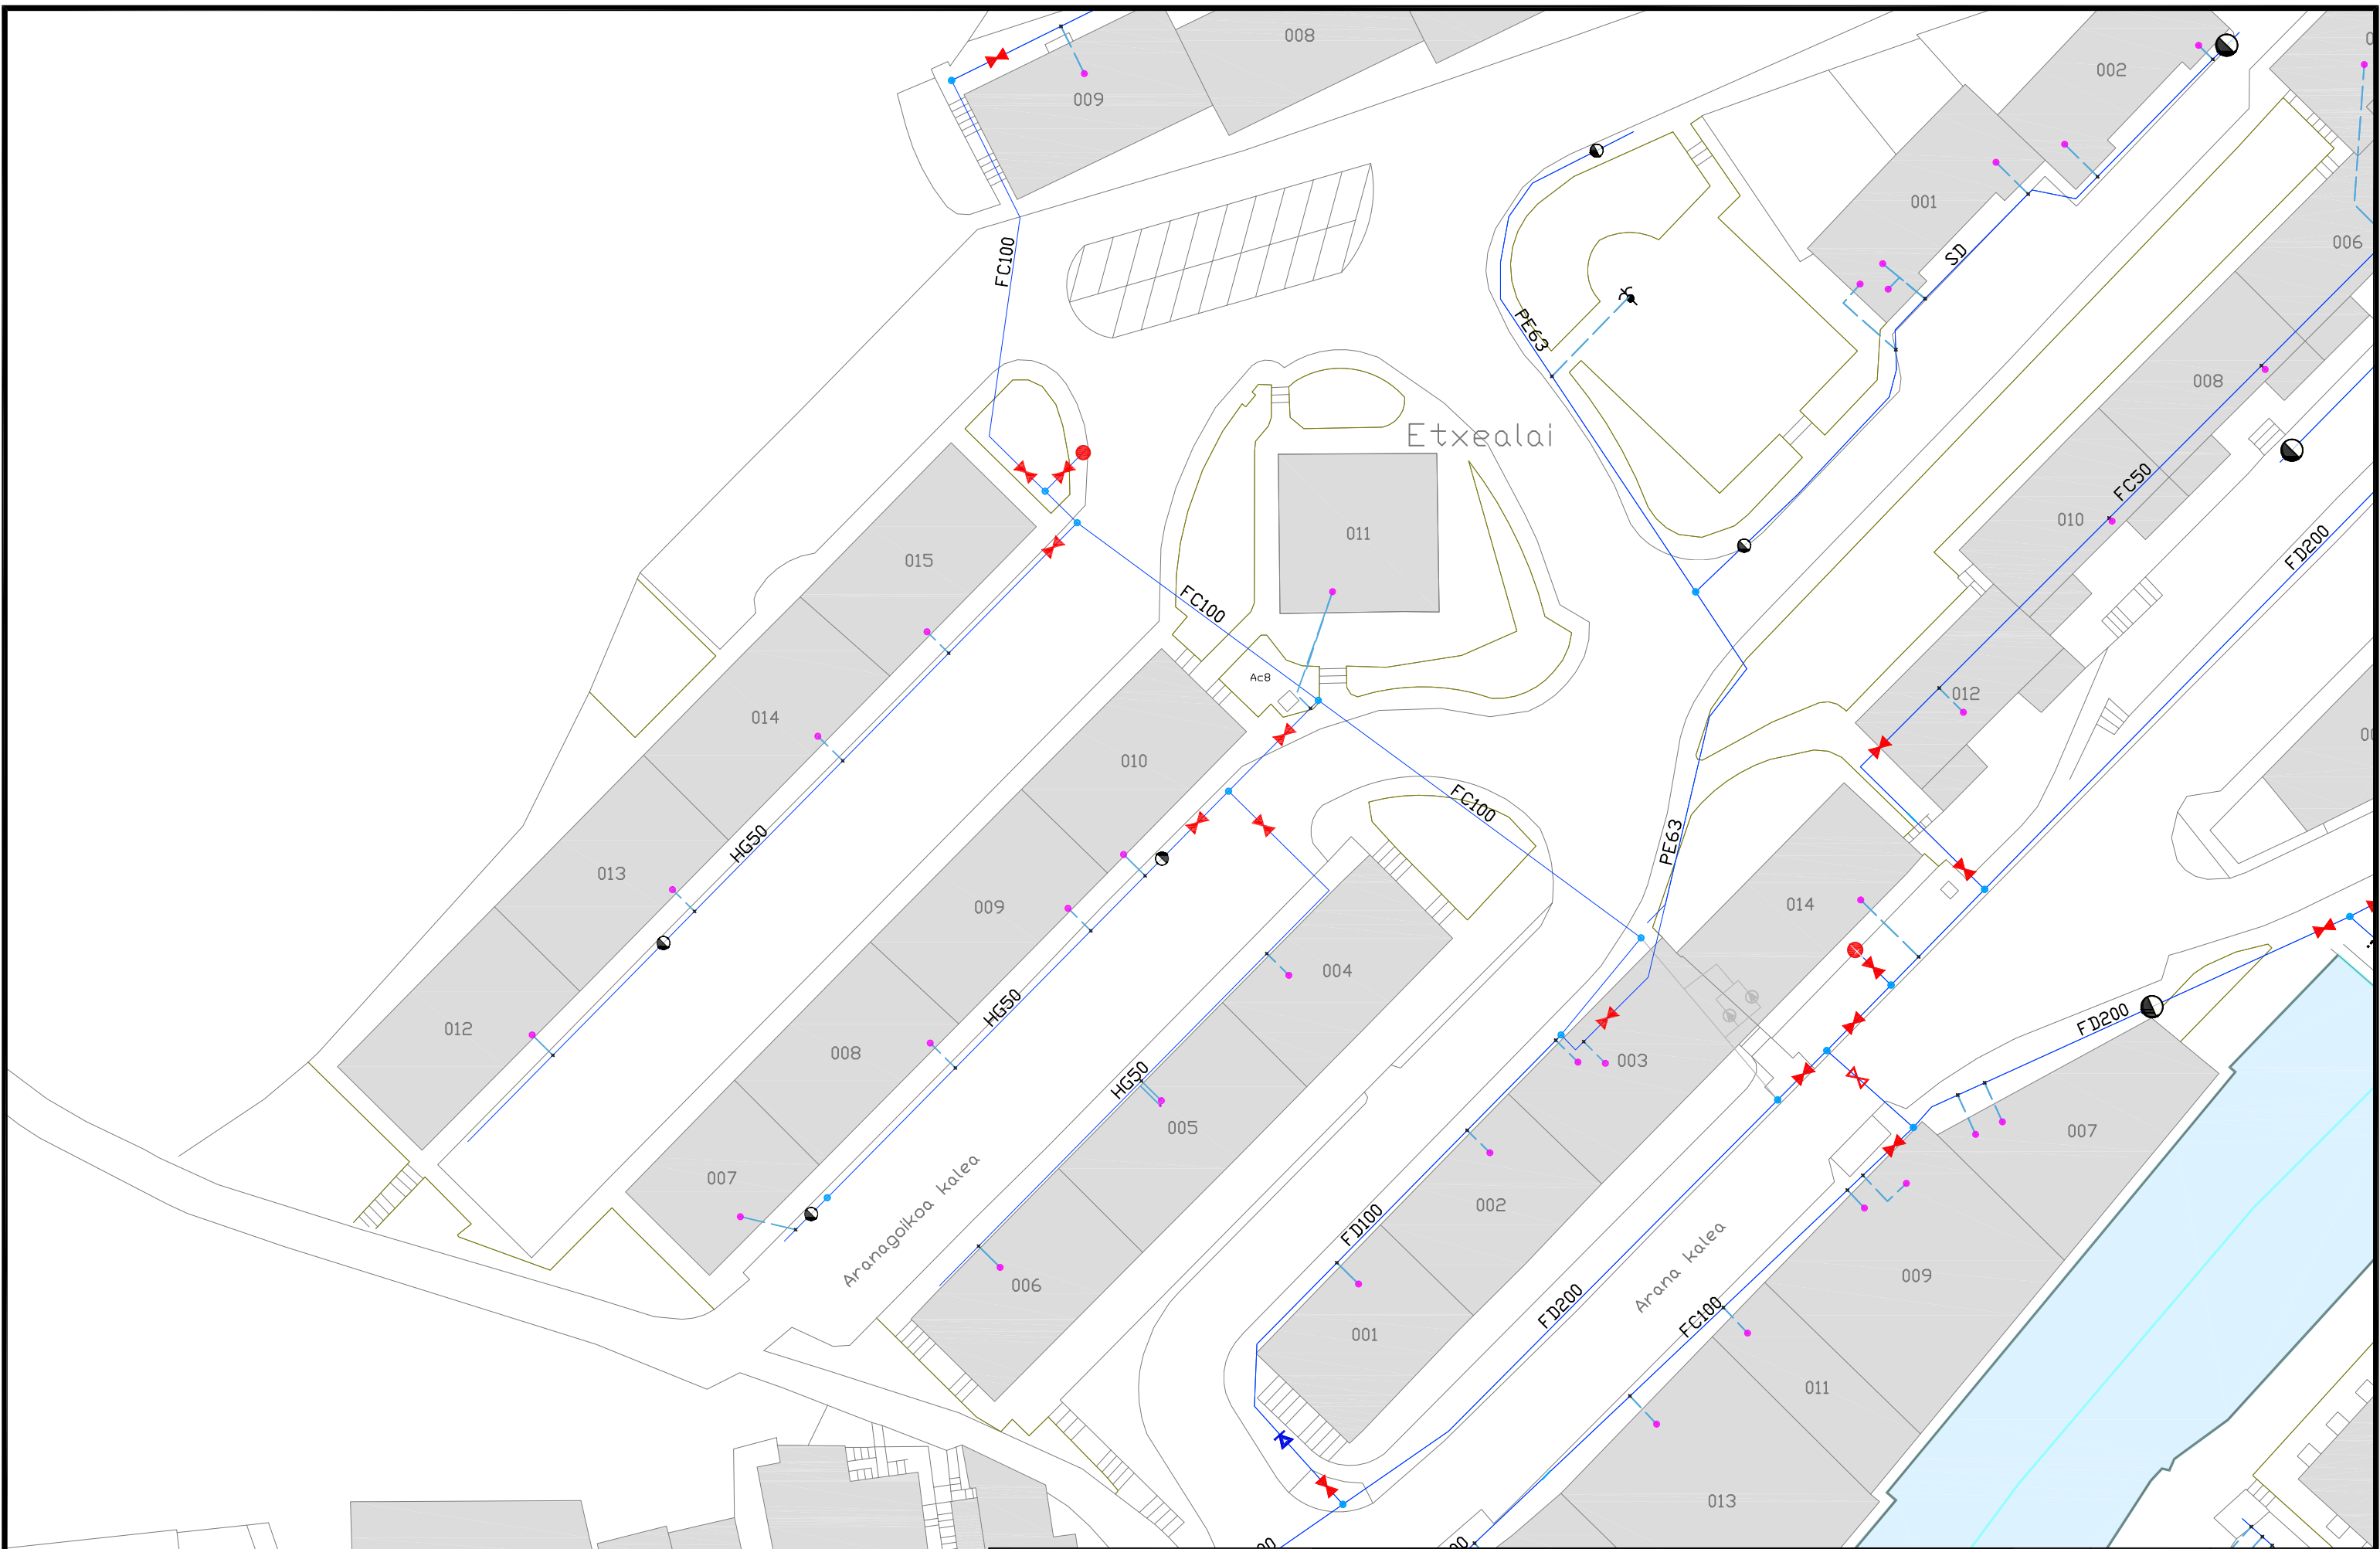 008
002
009
001
006
FC100
SD
PE63
008
Etxealai
FC50
010
011
015
FD200
FC100
Ac8
012
014
010
FC100
HG50
PE63
013
009
014
004
012
HG50
FD200
008
003
HG50
005
007
007
002
FD100
Aranagoikoa kalea
Arana kalea
006
009
FD200
FC100
001
011
013